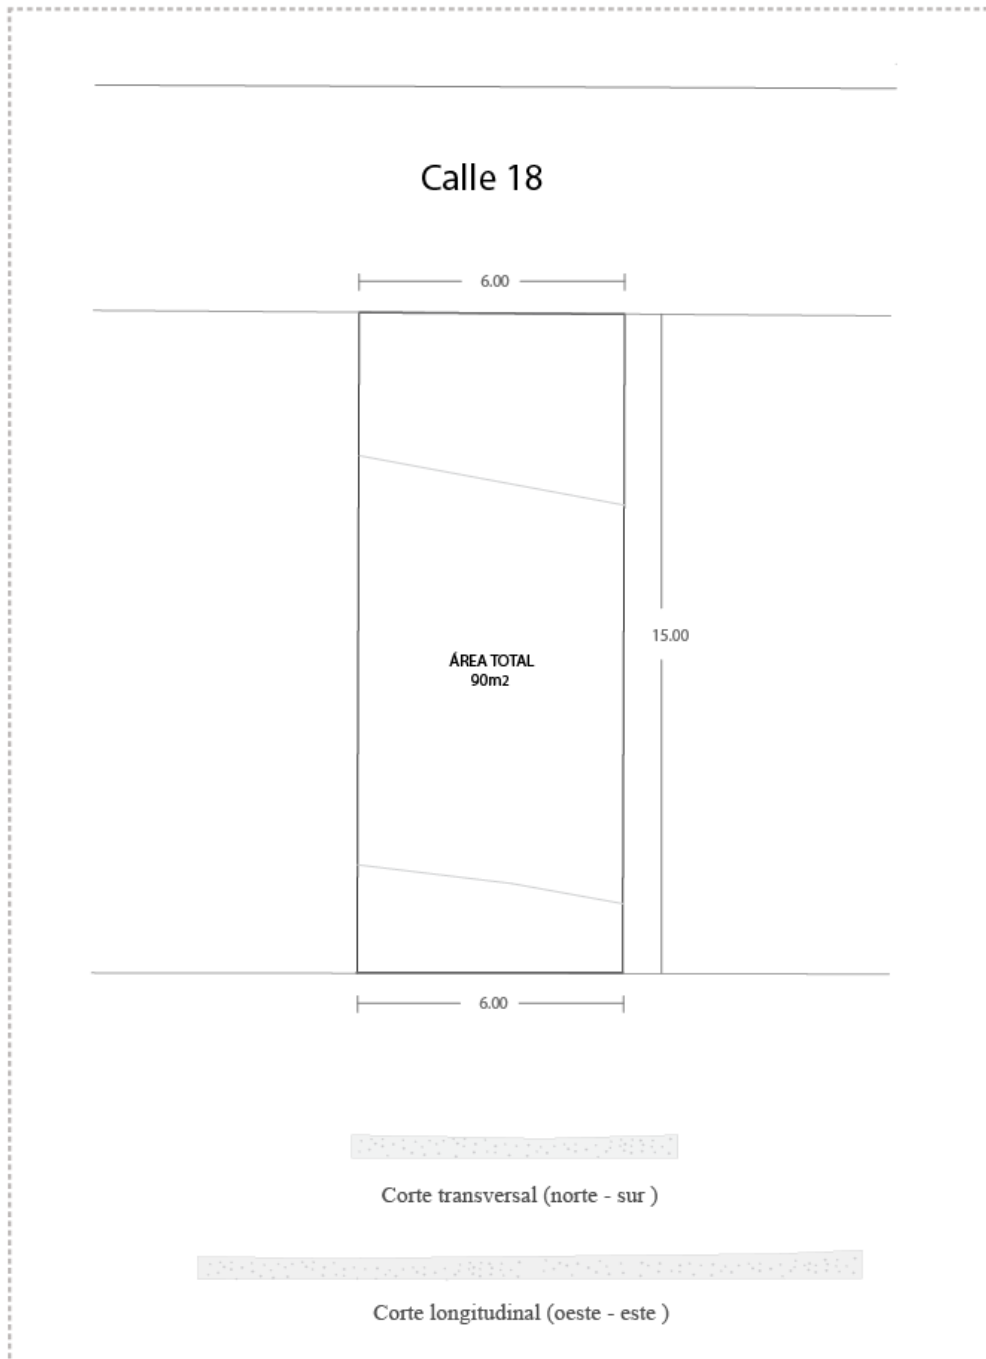 Calle 18
6.00
15.00
ÁREA TOTAL
90m2
6.00
Corte transversal (norte - sur )
Corte longitudinal (oeste - este )